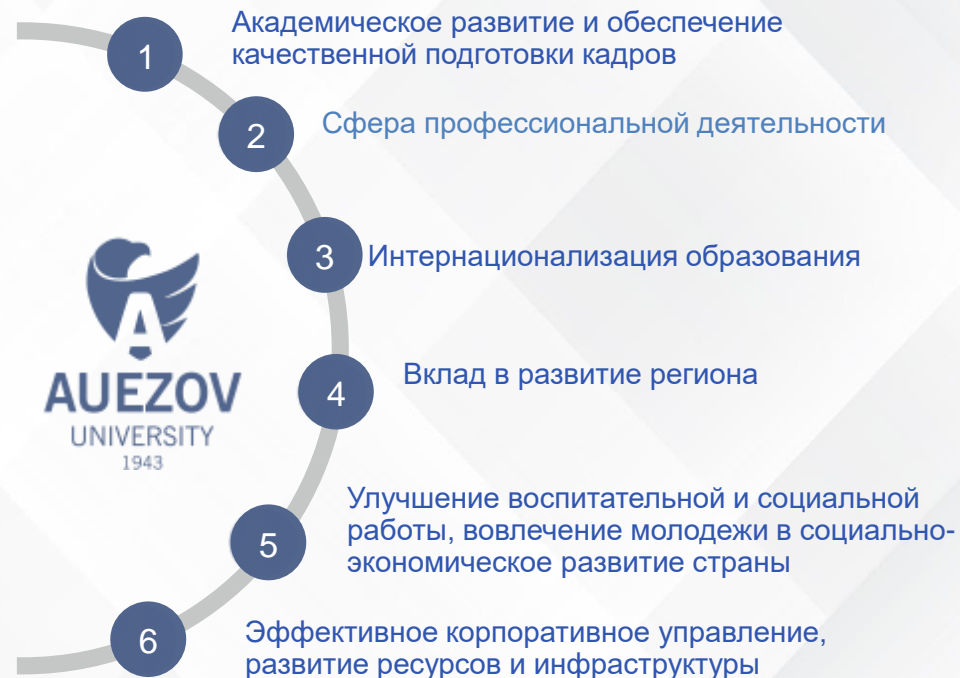 1
Академическое развитие и обеспечение
качественной подготовки кадров
2
Сфера профессиональной деятельности
3
Интернационализация образования
4
Вклад в развитие региона
5
Улучшение воспитательной и социальной
работы, вовлечение молодежи в социально-
экономическое развитие страны
6
Эффективное корпоративное управление,
развитие ресурсов и инфраструктуры
A
AUEZOV
UNIVERSITY
1943